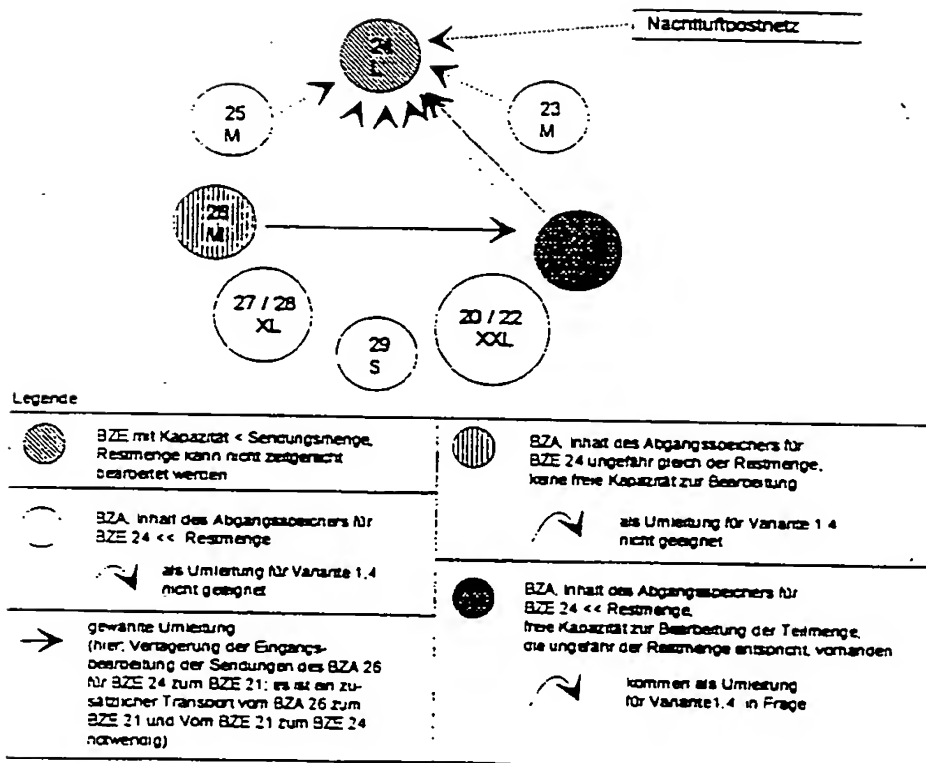 Nachtluftpostnetz
24
L
25
M
23
M
26
M
27 / 28
XL
29
S
20 / 22
XXL
Legende
BZE mit Kapazität < Sendungsmenge,
Restmenge kann nicht zeitgerecht
bearbeitet werden
BZA, Inhalt des Abgangsspeichers für
BZE 24 << Restmenge
als Umleitung für Variante 1,4
nicht geeignet
gewählte Umleitung
(hier: Verlagerung der Eingangs-
bearbeitung der Sendungen des BZA 26
für BZE 24 zum BZE 21; es ist ein zu-
sätzlicher Transport vom BZA 26 zum
BZE 21 und Vom BZE 21 zum BZE 24
notwendig)
BZA, Inhalt des Abgangsspeichers für
BZE 24 ungefähr gleich der Restmenge,
keine freie Kapazität zur Bearbeitung
als Umleitung für Variante 1.4
nicht geeignet
BZA, Inhalt des Abgangsspeichers für
BZE 24 << Restmenge,
freie Kapazität zur Bearbeitung der Teilmenge,
die ungefähr der Restmenge entspricht, vorhanden
kommen als Umleitung
für Variante1,4 in Frage